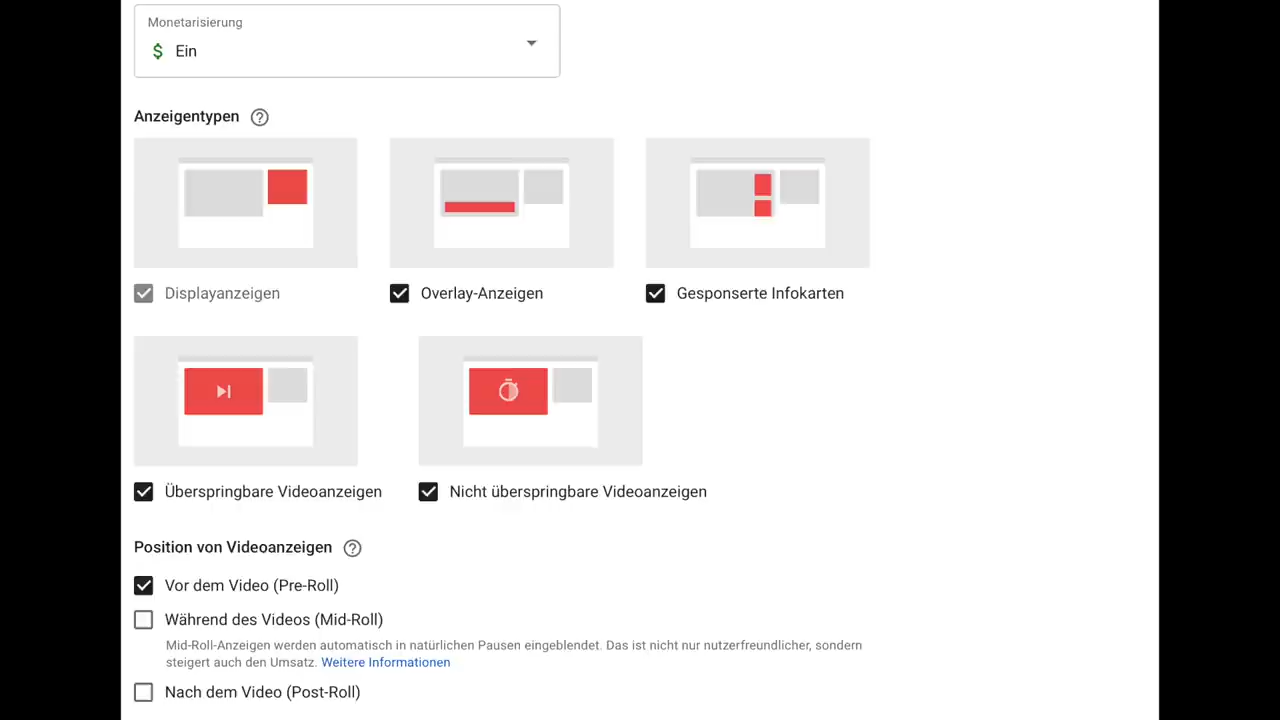 Monetarisierung
$ Ein
Anzeigentypen ?
Displayanzeigen
Overlay-Anzeigen
Gesponserte Infokarten
Überspringbare Videoanzeigen
Nicht überspringbare Videoanzeigen
Position von Videoanzeigen ?
Vor dem Video (Pre-Roll)
Während des Videos (Mid-Roll)
Mid-Roll-Anzeigen werden automatisch in natürlichen Pausen eingeblendet. Das ist nicht nur nutzerfreundlicher, sondern
steigert auch den Umsatz. Weitere Informationen
Nach dem Video (Post-Roll)